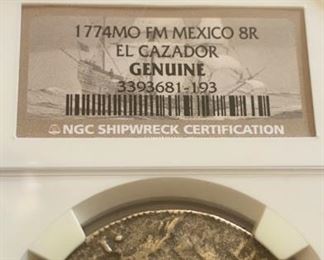 1774MO FM MEXICO 8R
EL CAZADOR
GENUINE
3393681-193
NGC SHIPWRECK CERTIFICATION